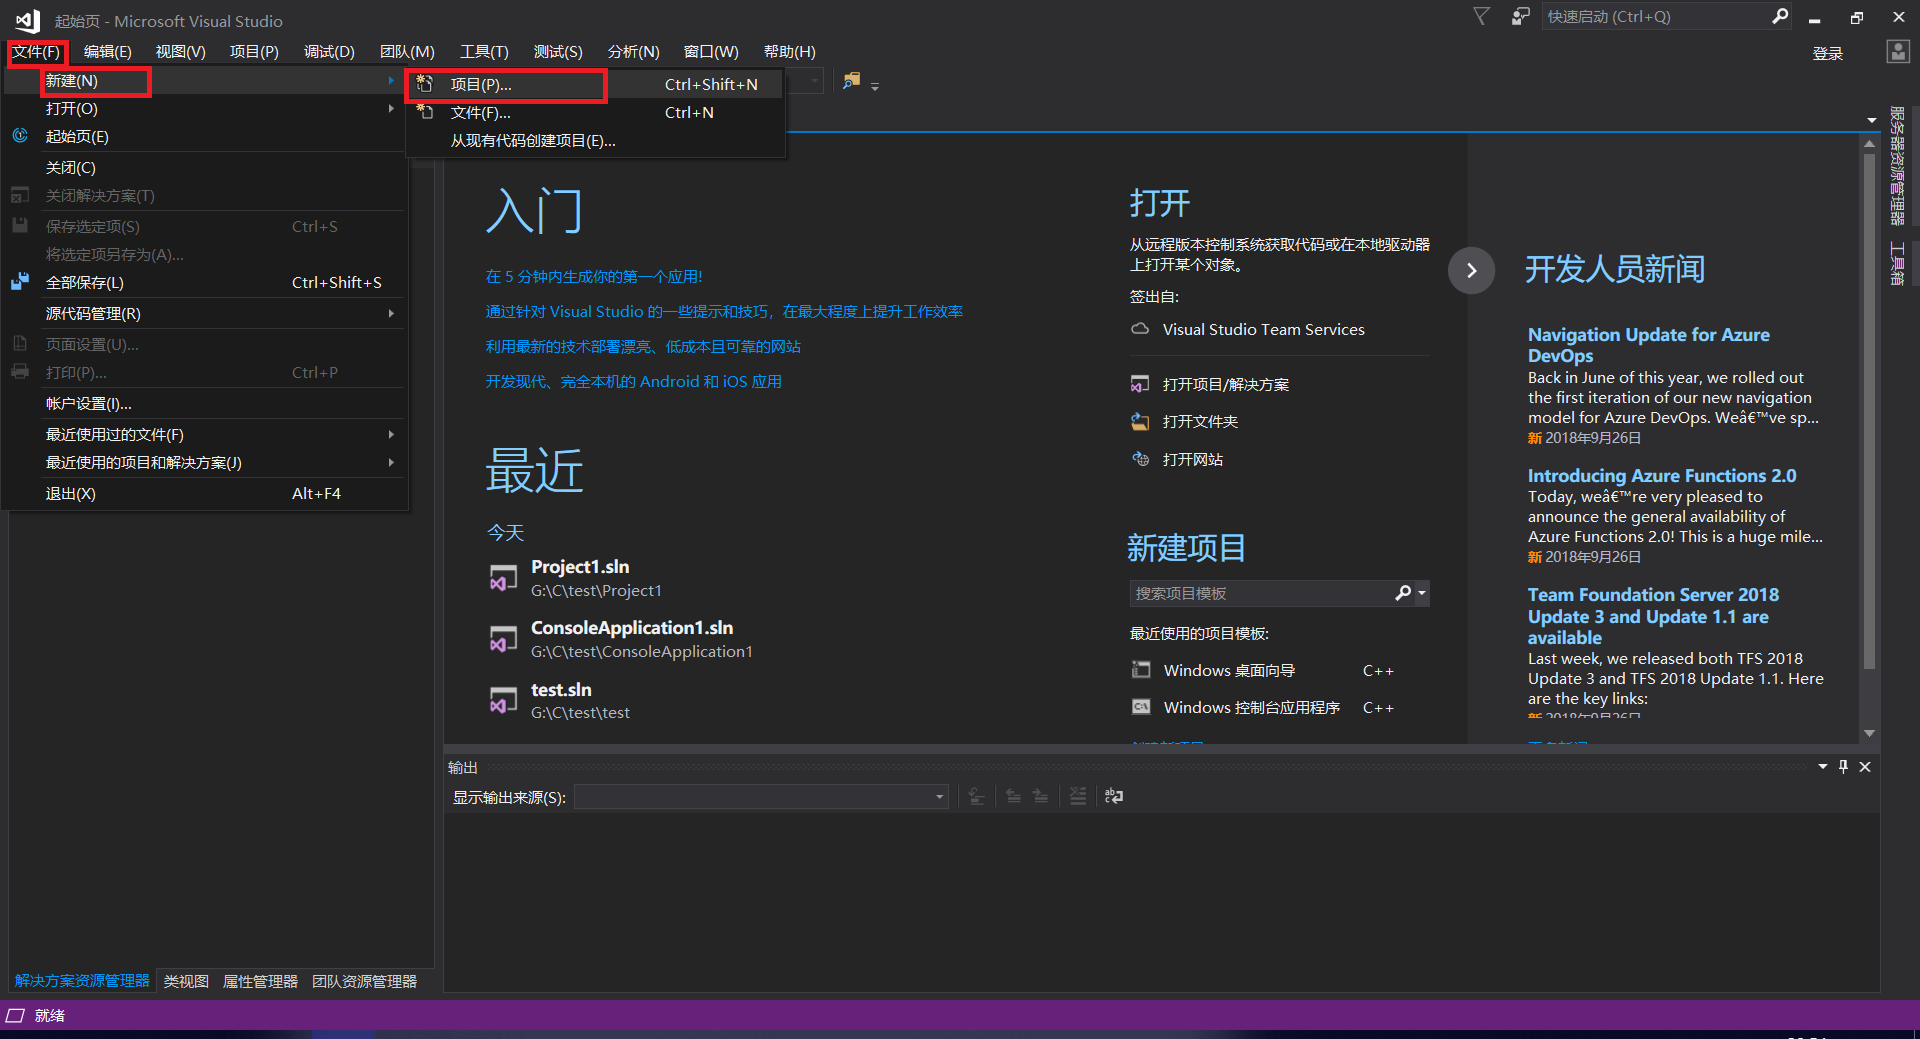 起始页 - Microsoft Visual Studio
快速启动 (Ctrl+Q)
文件(F) 编辑(E) 视图(V) 项目(P) 调试(D) 团队(M) 工具(T) 测试(S) 分析(N) 窗口(W) 帮助(H)
登录
新建(N)
打开(O)
起始页(E)
关闭(C)
关闭解决方案(T)
保存选定项(S) Ctrl+S
将选定项另存为(A)...
全部保存(L) Ctrl+Shift+S
源代码管理(R)
页面设置(U)...
打印(P)... Ctrl+P
帐户设置(I)...
最近使用过的文件(F)
最近使用的项目和解决方案(J)
退出(X) Alt+F4
项目(P)... Ctrl+Shift+N
文件(F)... Ctrl+N
从现有代码创建项目(E)...
入门
在 5 分钟内生成你的第一个应用!
通过针对 Visual Studio 的一些提示和技巧，在最大程度上提升工作效率
利用最新的技术部署漂亮、低成本且可靠的网站
开发现代、完全本机的 Android 和 iOS 应用
最近
今天
Project1.sln
G:\C\test\Project1
ConsoleApplication1.sln
G:\C\test\ConsoleApplication1
test.sln
G:\C\test\test
打开
从远程版本控制系统获取代码或在本地驱动器
上打开某个对象。
签出自:
Visual Studio Team Services
打开项目/解决方案
打开文件夹
打开网站
新建项目
搜索项目模板
最近使用的项目模板:
Windows 桌面向导 C++
Windows 控制台应用程序 C++
创建新项目
开发人员新闻
Navigation Update for Azure
DevOps
Back in June of this year, we rolled out
the first iteration of our new navigation
model for Azure DevOps. Weâ€™ve sp...
新 2018年9月26日
Introducing Azure Functions 2.0
Today, weâ€™re very pleased to
announce the general availability of
Azure Functions 2.0! This is a huge mile...
新 2018年9月26日
Team Foundation Server 2018
Update 3 and Update 1.1 are
available
Last week, we released both TFS 2018
Update 3 and TFS 2018 Update 1.1. Here
are the key links:
新 2018年9月26日
更多新闻
服务器资源管理器
工具箱
输出
显示输出来源(S):
解决方案资源管理器 类视图 属性管理器 团队资源管理器
就绪